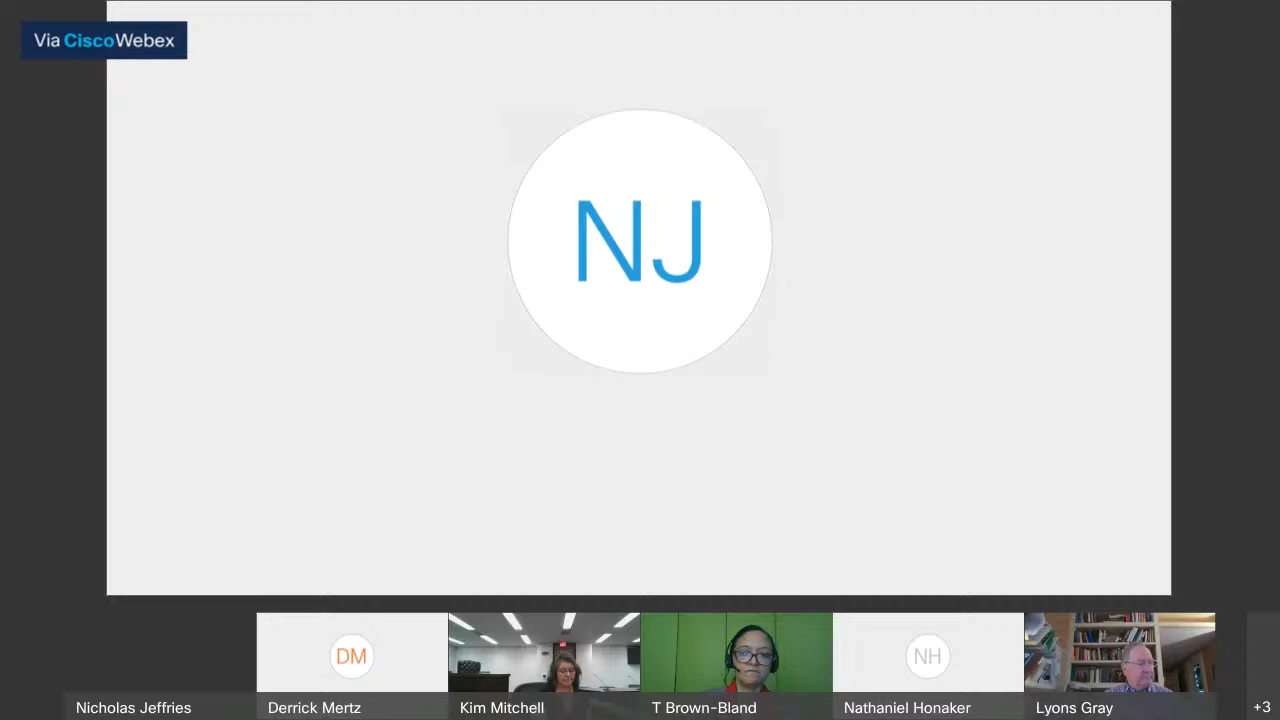 Via CiscoWebex
NJ
DM
NH
Nicholas Jeffries
Derrick Mertz
Kim Mitchell
T Brown-Bland
Nathaniel Honaker
Lyons Gray
+3